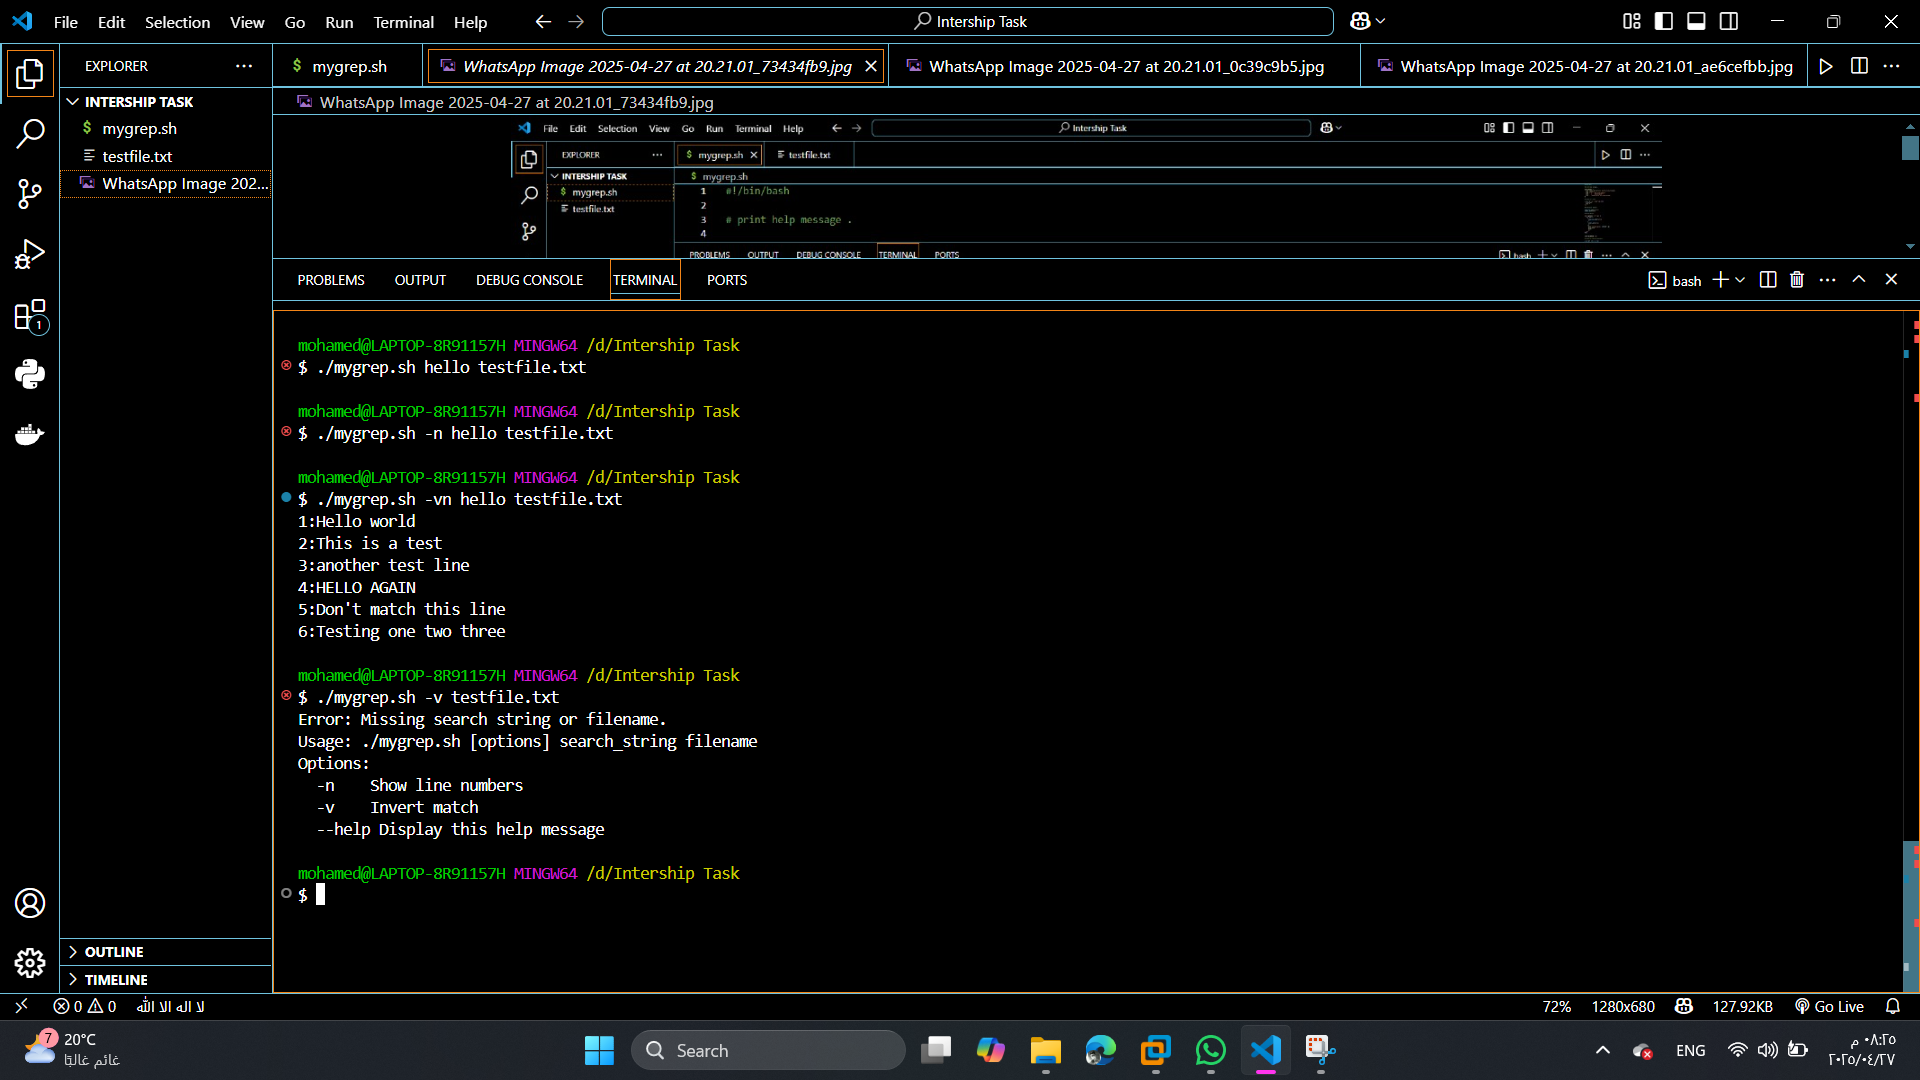 File Edit Selection View Go Run Terminal Help
Intership Task
EXPLORER
mygrep.sh
WhatsApp Image 2025-04-27 at 20.21.01_73434fb9.jpg
WhatsApp Image 2025-04-27 at 20.21.01_0c39c9b5.jpg
WhatsApp Image 2025-04-27 at 20.21.01_ae6cefbb.jpg
INTERSHIP TASK
mygrep.sh
testfile.txt
WhatsApp Image 202...
WhatsApp Image 2025-04-27 at 20.21.01_73434fb9.jpg
File Edit Selection View Go Run Terminal Help
Intership Task
EXPLORER
mygrep.sh
testfile.txt
INTERSHIP TASK
mygrep.sh
testfile.txt
mygrep.sh
1 #!/bin/bash
2
3 # print help message .
4
PROBLEMS OUTPUT DEBUG CONSOLE TERMINAL PORTS
bash
PROBLEMS OUTPUT DEBUG CONSOLE TERMINAL PORTS
bash
mohamed@LAPTOP-8R91157H MINGW64 /d/Intership Task
$ ./mygrep.sh hello testfile.txt
mohamed@LAPTOP-8R91157H MINGW64 /d/Intership Task
$ ./mygrep.sh -n hello testfile.txt
mohamed@LAPTOP-8R91157H MINGW64 /d/Intership Task
$ ./mygrep.sh -vn hello testfile.txt
1:Hello world
2:This is a test
3:another test line
4:HELLO AGAIN
5:Don't match this line
6:Testing one two three
mohamed@LAPTOP-8R91157H MINGW64 /d/Intership Task
$ ./mygrep.sh -v testfile.txt
Error: Missing search string or filename.
Usage: ./mygrep.sh [options] search_string filename
Options:
-n    Show line numbers
-v    Invert match
--help Display this help message
mohamed@LAPTOP-8R91157H MINGW64 /d/Intership Task
$
1
OUTLINE
TIMELINE
0 0 لا اله الا الله
72% 1280x680 127.92KB Go Live
7
20°C
غائم غالبًا
Search
ENG
٠٨:٢٥ م
٢٠٢٥/٠٤/٢٧